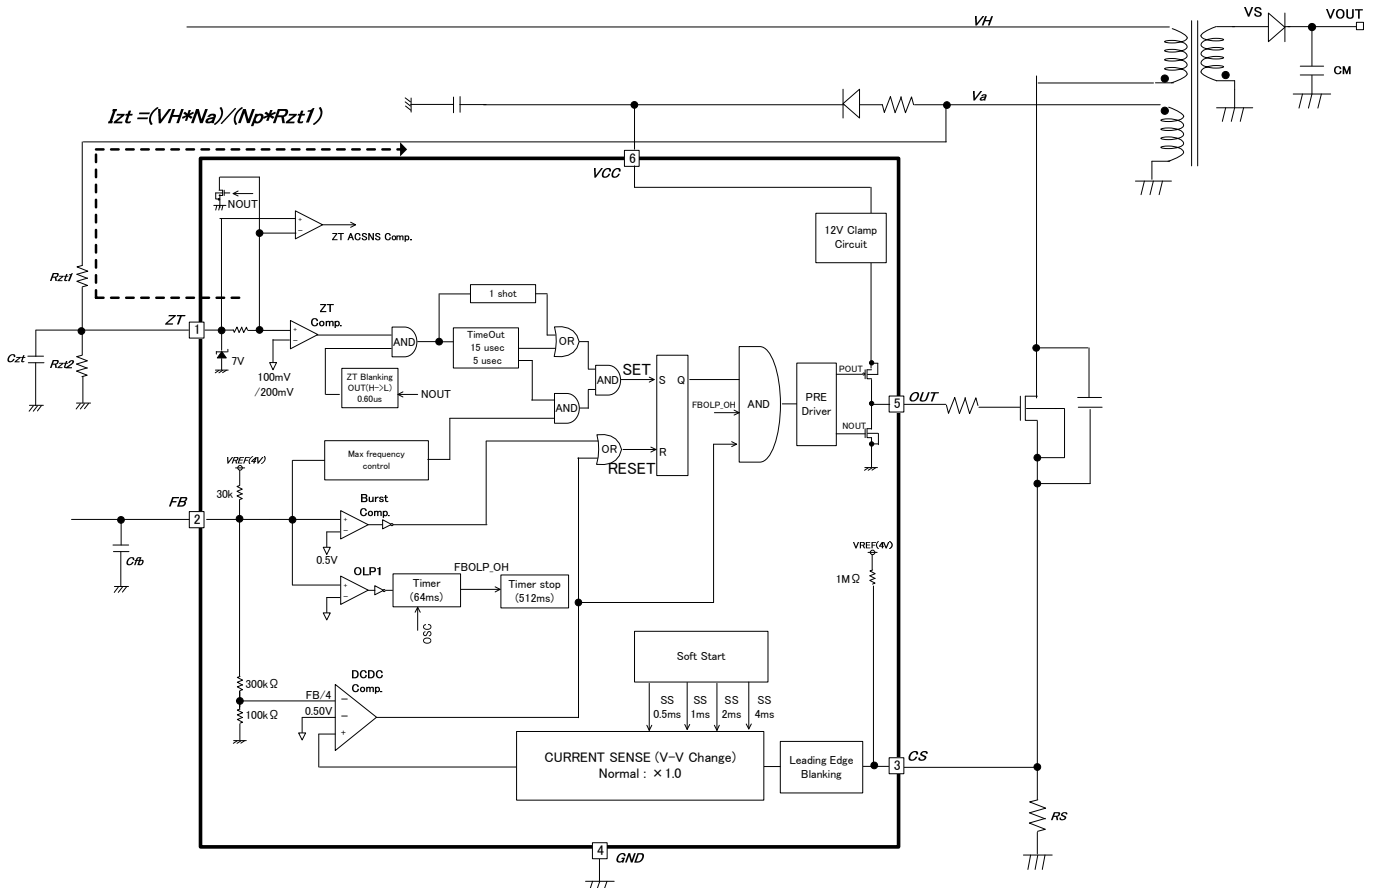 VH
VS
VOUT
CM
Va
Izt =(VH*Na)/(Np*Rzt1)
6
VCC
NOUT
+
−
ZT ACSNS Comp.
12V Clamp
Circuit
Rzt1
ZT
1
7V
Czt
Rzt2
ZT
Comp.
+
−
100mV
/200mV
1 shot
AND
TimeOut
15 usec
5 usec
OR
ZT Blanking
OUT(H->L)
0.60us
NOUT
AND
SET
AND
S
Q
R
OR
RESET
FBOLP_OH
AND
PRE
Driver
POUT
NOUT
5
OUT
Max frequency
control
VREF(4V)
30k
FB
2
Cfb
Burst
Comp.
+
−
0.5V
OLP1
+
−
FBOLP_OH
Timer
(64ms)
Timer stop
(512ms)
OSC
VREF(4V)
1MΩ
Soft Start
SS
0.5ms
SS
1ms
SS
2ms
SS
4ms
300kΩ
100kΩ
DCDC
Comp.
FB/4
0.50V
−
−
+
CURRENT SENSE (V-V Change)
Normal : ×1.0
Leading Edge
Blanking
3
CS
RS
4
GND